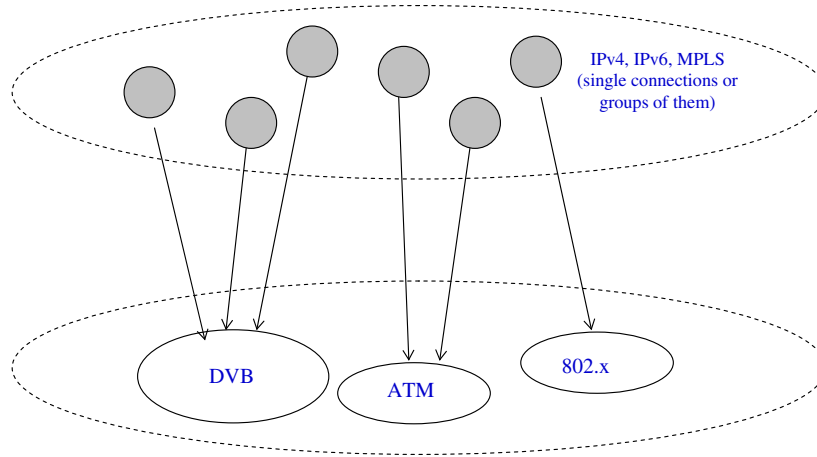 IPv4, IPv6, MPLS
(single connections or
groups of them)
DVB
ATM
802.x